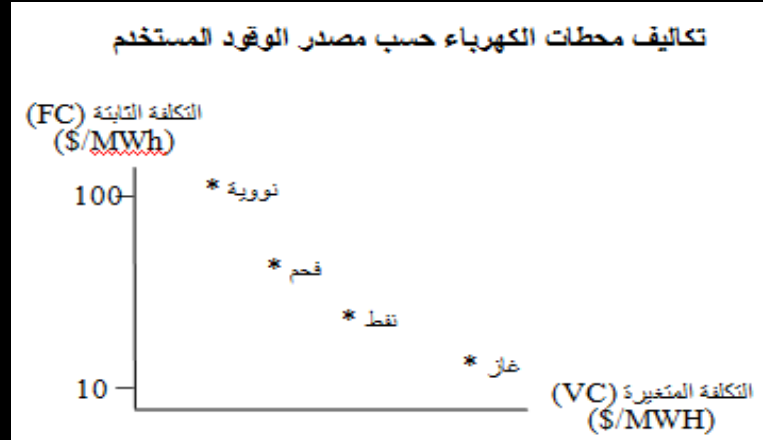 تكاليف محطات الكهرباء حسب مصدر الوقود المستخدم
التكلفة الثابتة (FC)
($/MWh)
100
* نووية
* فحم
* نفط
* غاز
10
التكلفة المتغيرة (VC)
($/MWH)